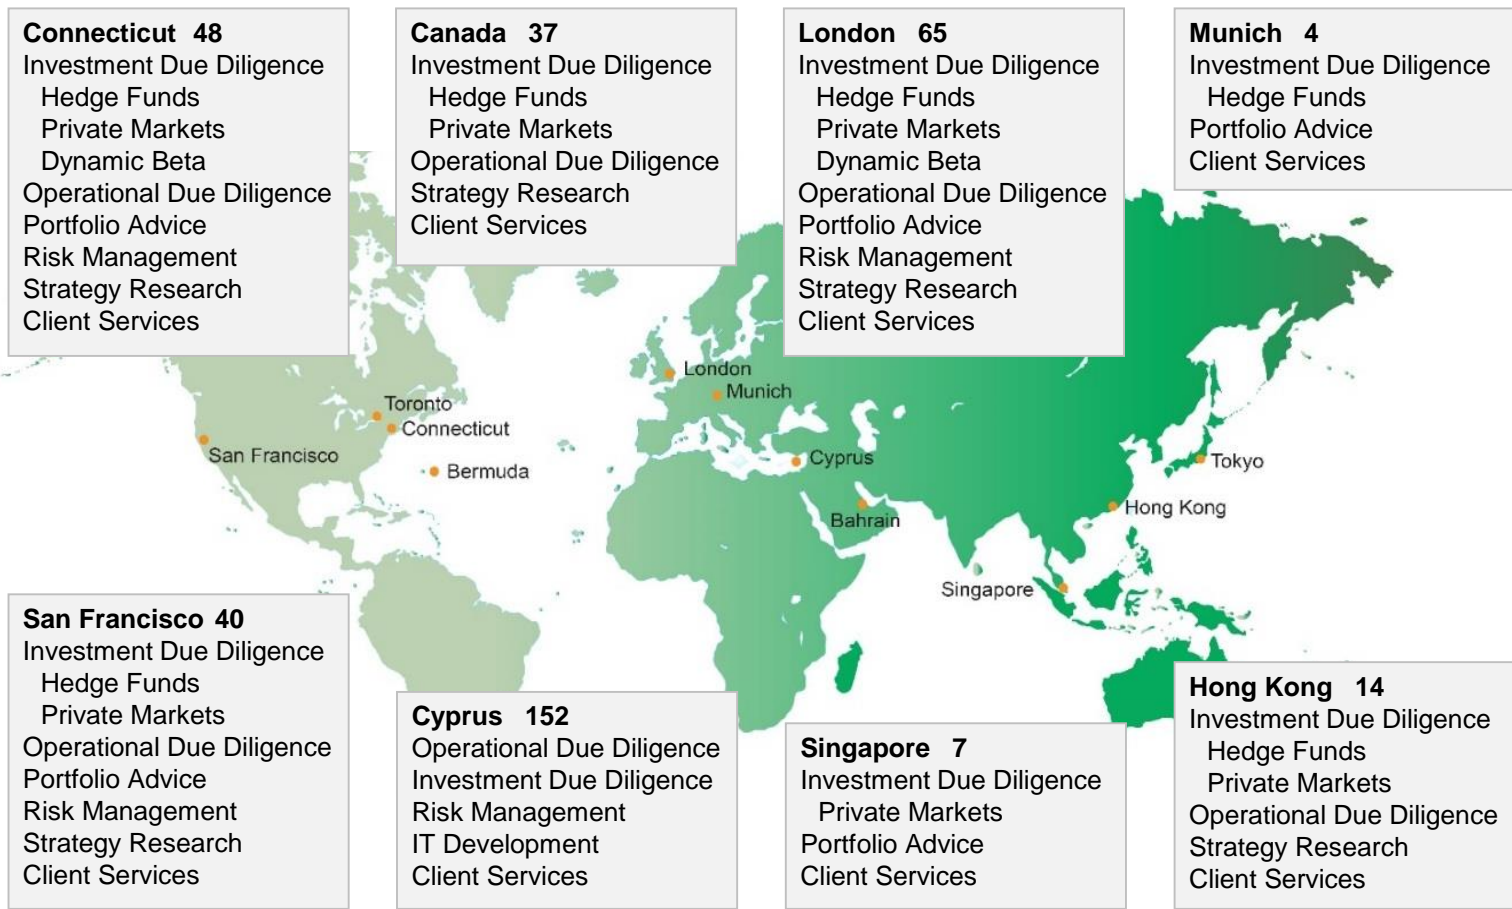 Connecticut 48
Investment Due Diligence
Hedge Funds
Private Markets
Dynamic Beta
Operational Due Diligence
Portfolio Advice
Risk Management
Strategy Research
Client Services
Canada 37
Investment Due Diligence
Hedge Funds
Private Markets
Operational Due Diligence
Strategy Research
Client Services
London 65
Investment Due Diligence
Hedge Funds
Private Markets
Dynamic Beta
Operational Due Diligence
Portfolio Advice
Risk Management
Strategy Research
Client Services
Munich 4
Investment Due Diligence
Hedge Funds
Portfolio Advice
Client Services
London
Munich
Toronto
Connecticut
San Francisco
Bermuda
Cyprus
Bahrain
Tokyo
Hong Kong
Singapore
San Francisco 40
Investment Due Diligence
Hedge Funds
Private Markets
Operational Due Diligence
Portfolio Advice
Risk Management
Strategy Research
Client Services
Cyprus 152
Operational Due Diligence
Investment Due Diligence
Risk Management
IT Development
Client Services
Singapore 7
Investment Due Diligence
Private Markets
Portfolio Advice
Client Services
Hong Kong 14
Investment Due Diligence
Hedge Funds
Private Markets
Operational Due Diligence
Strategy Research
Client Services